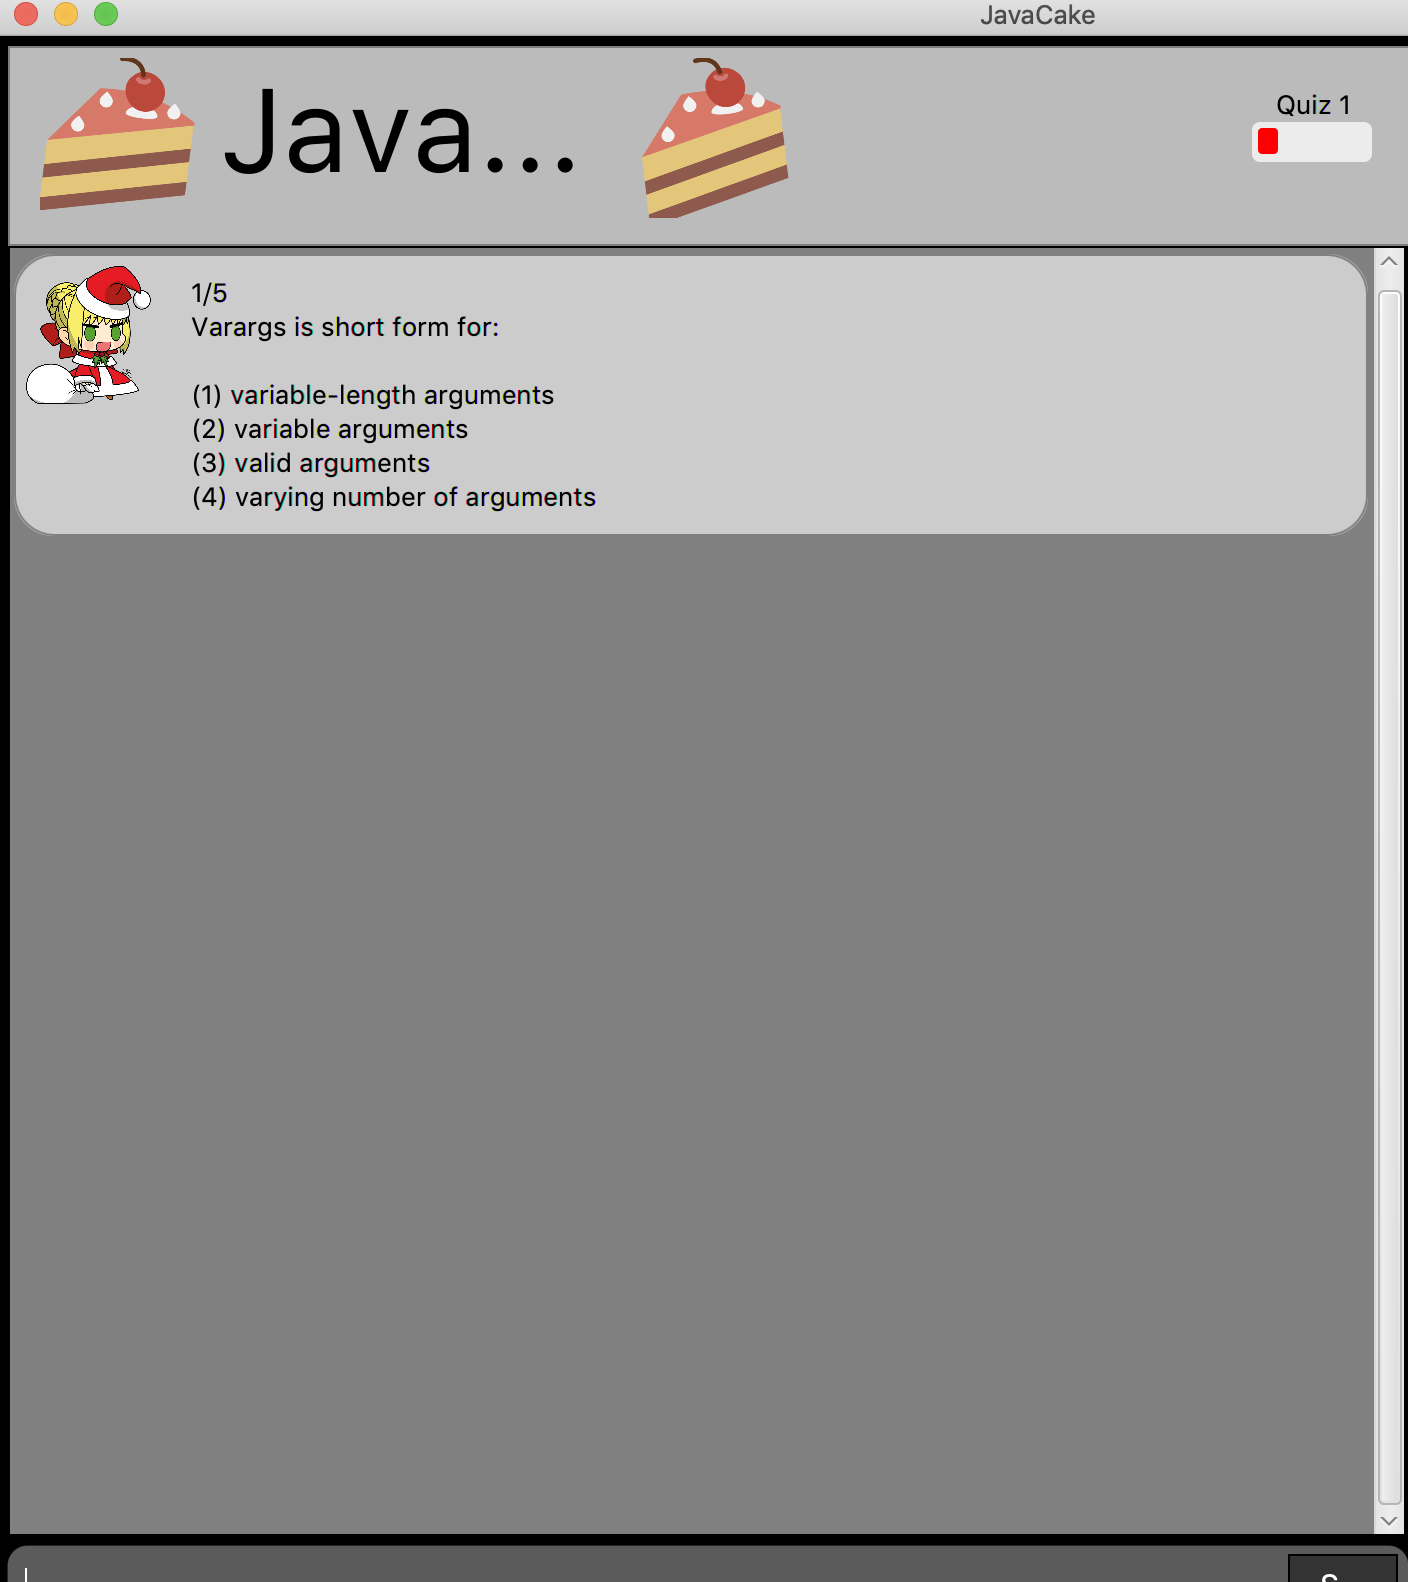 JavaCake
Java...
Quiz 1
1/5
Varargs is short form for:
(1) variable-length arguments
(2) variable arguments
(3) valid arguments
(4) varying number of arguments